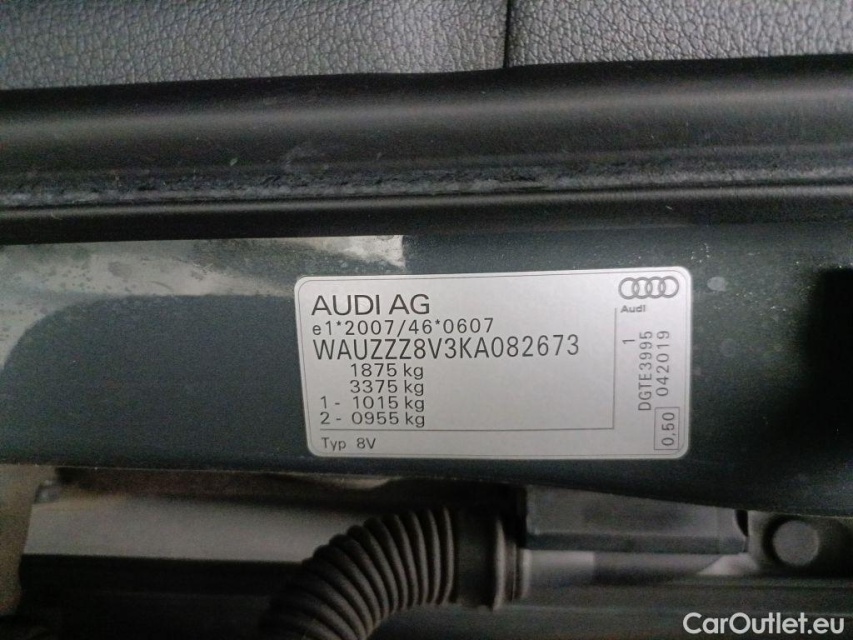 AUDI AG
e1*2007/46*0607
WAUZZZ8V3KA082673
1875 kg
3375 kg
1 - 1015 kg
2 - 0955 kg
Typ 8V
Audi
1
DGTE3995
042019
0,50
CarOutlet.eu